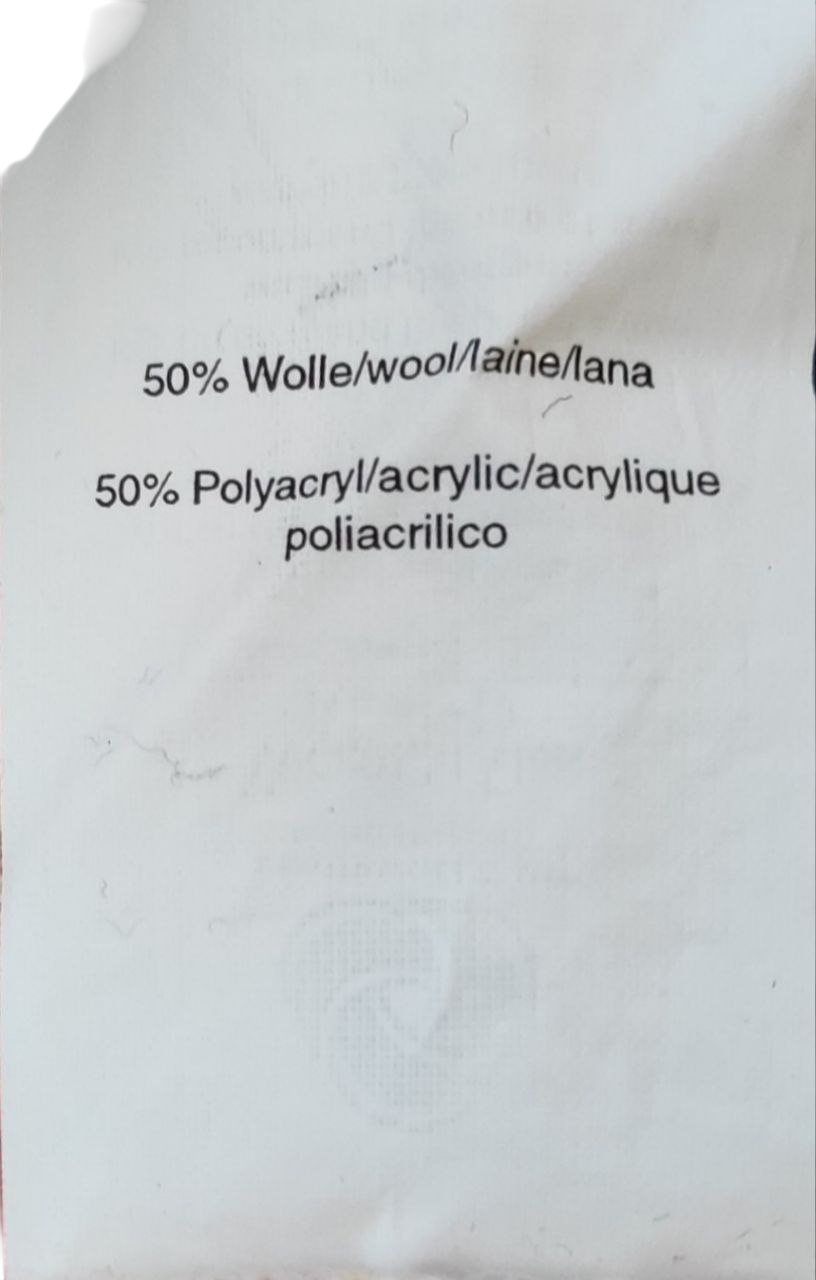 50% Wolle/wool/laine/lana
50% Polyacryl/acrylic/acrylique
poliacrilico